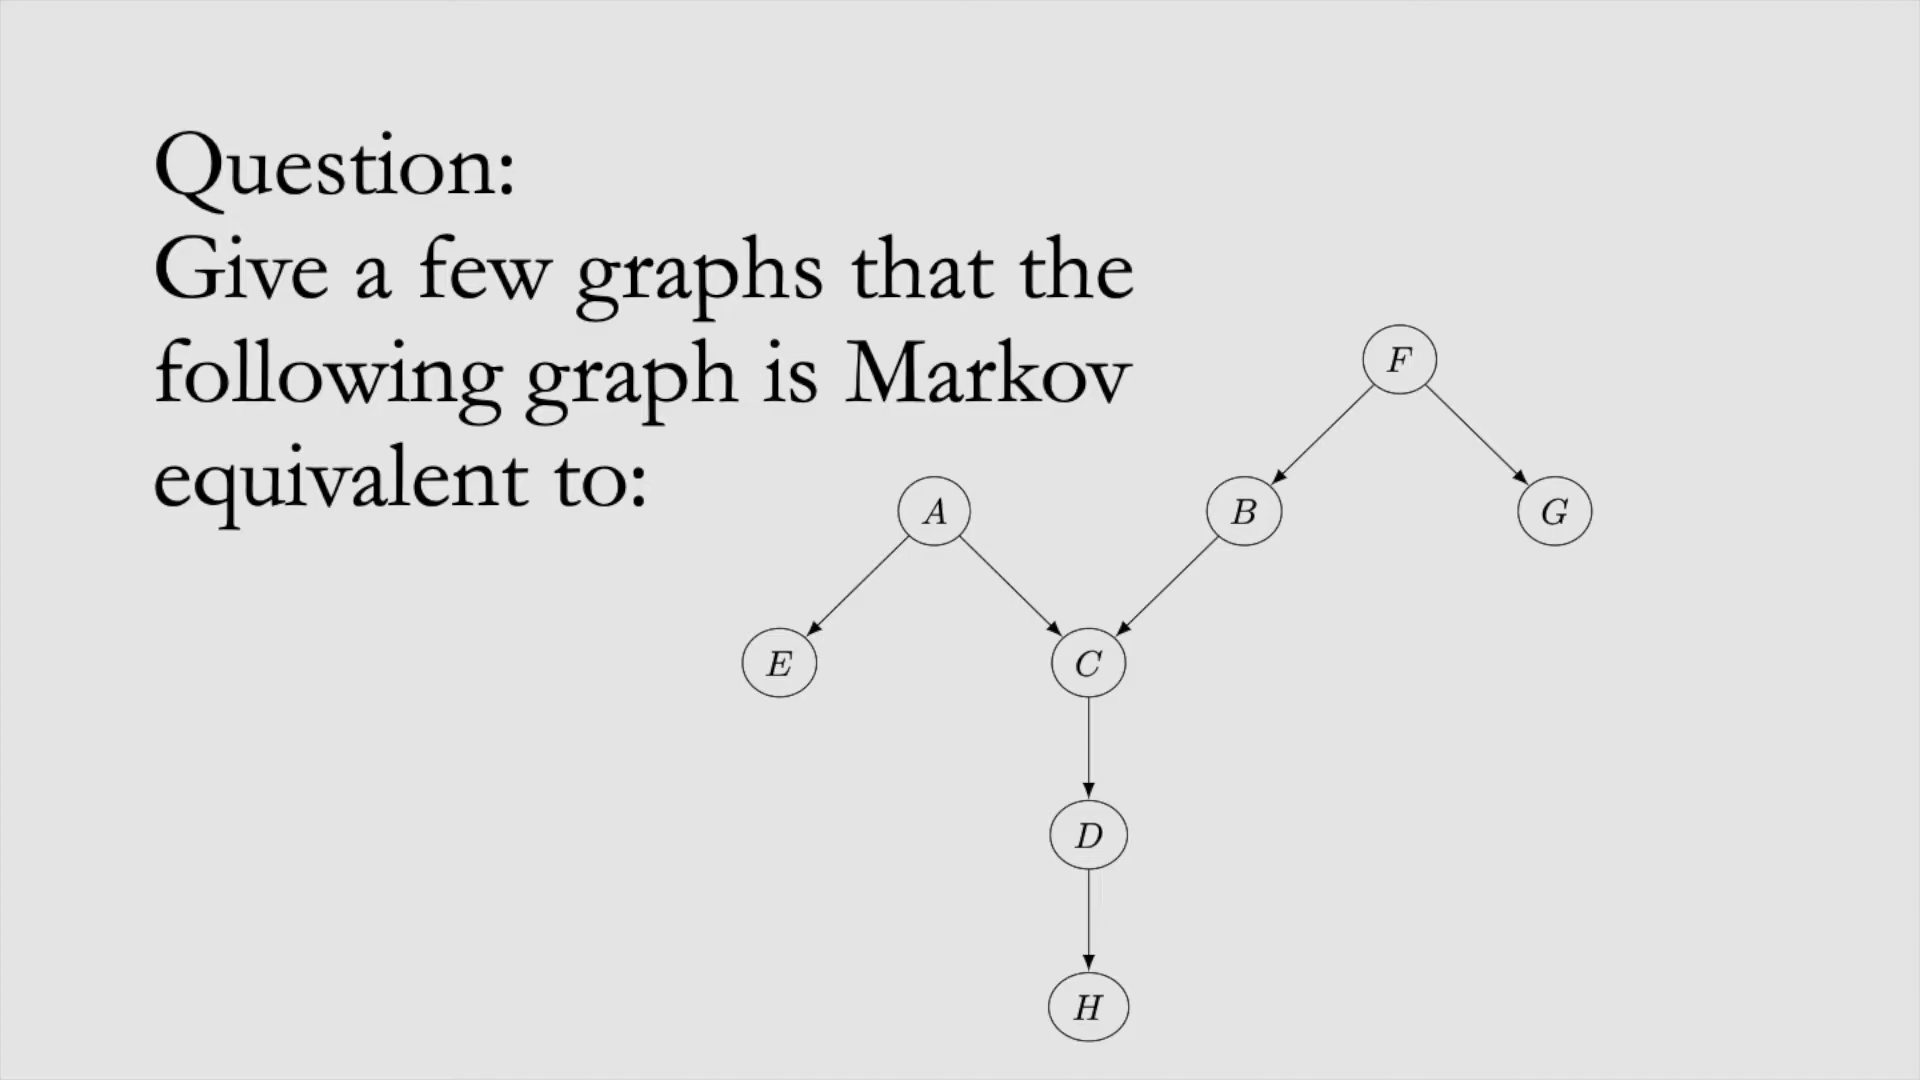 Question:
Give a few graphs that the
following graph is Markov
equivalent to:
F
A
B
G
E
C
D
H